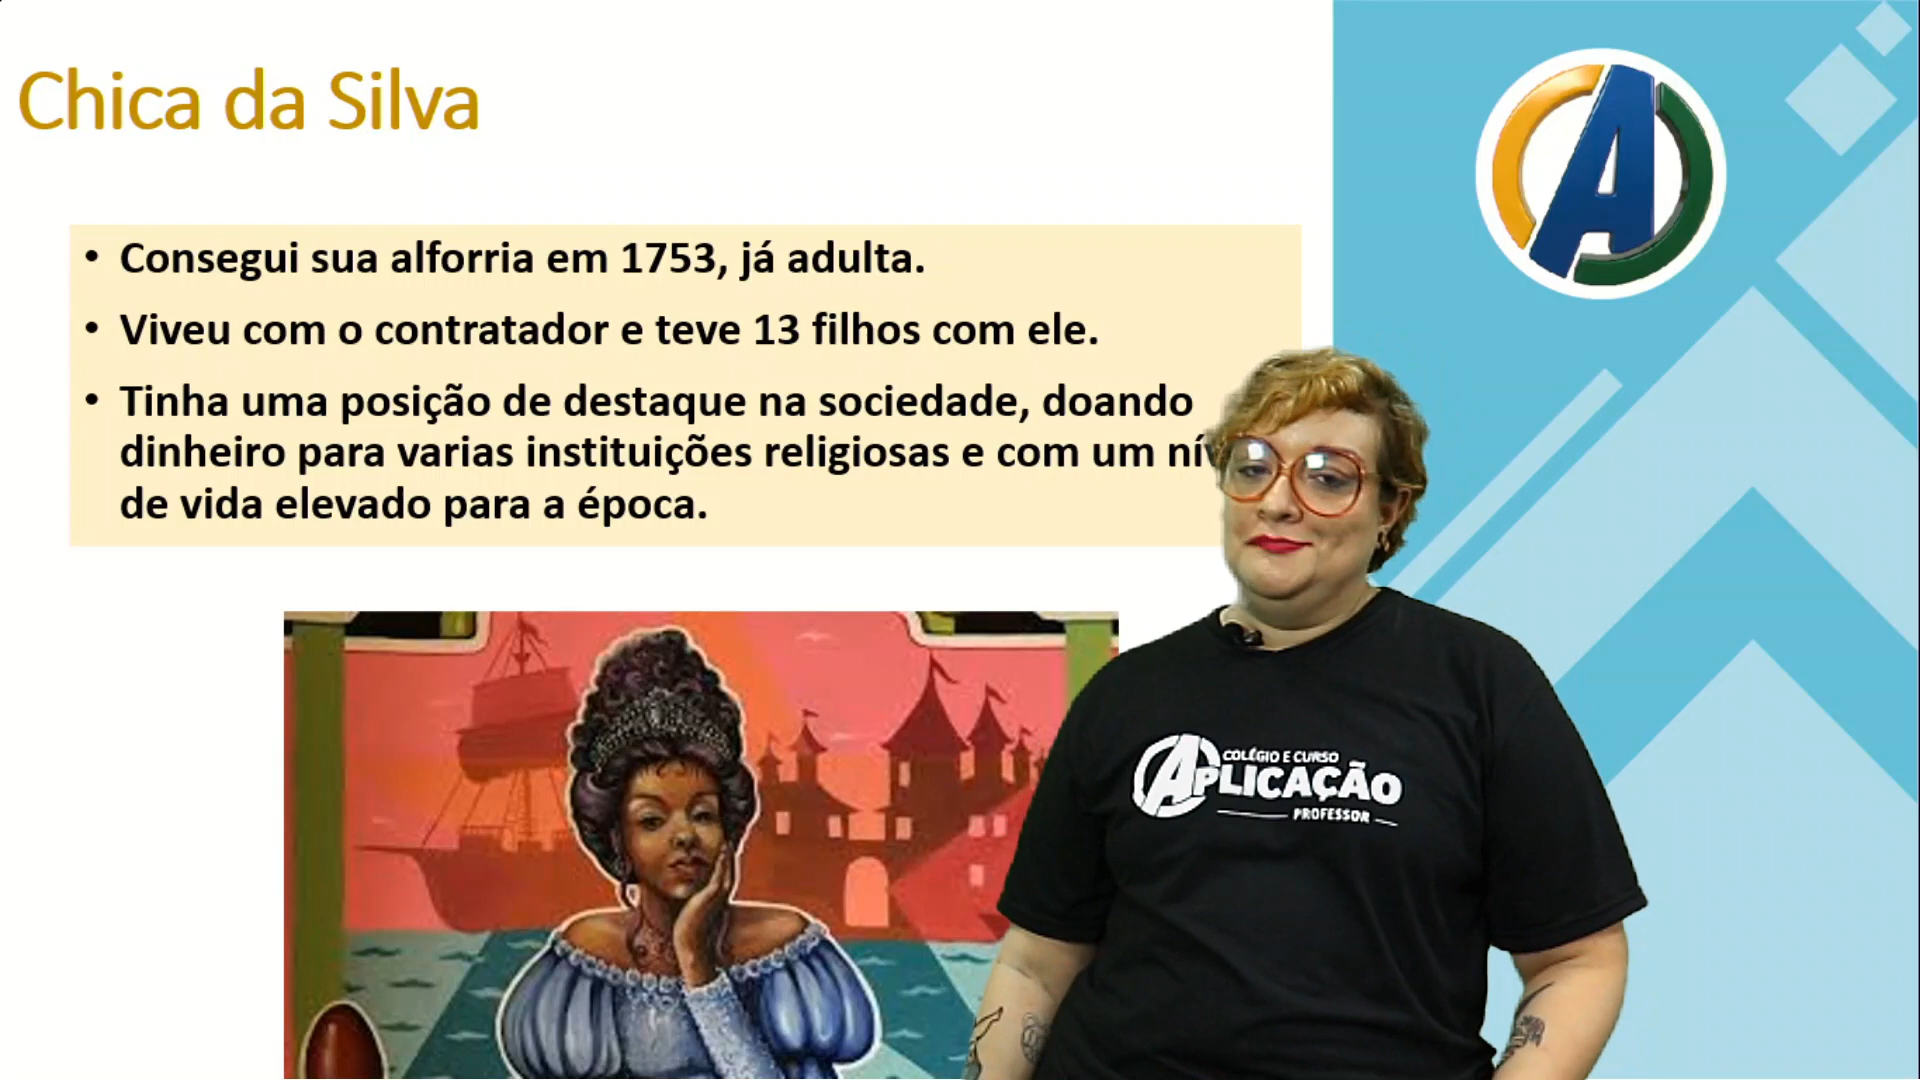 Chica da Silva
• Consegui sua alforria em 1753, já adulta.
• Viveu com o contratador e teve 13 filhos com ele.
• Tinha uma posição de destaque na sociedade, doando
dinheiro para varias instituições religiosas e com um
de vida elevado para a época.
COLÉGIO E CURSO
APLICAÇÃO
PROFESSOR